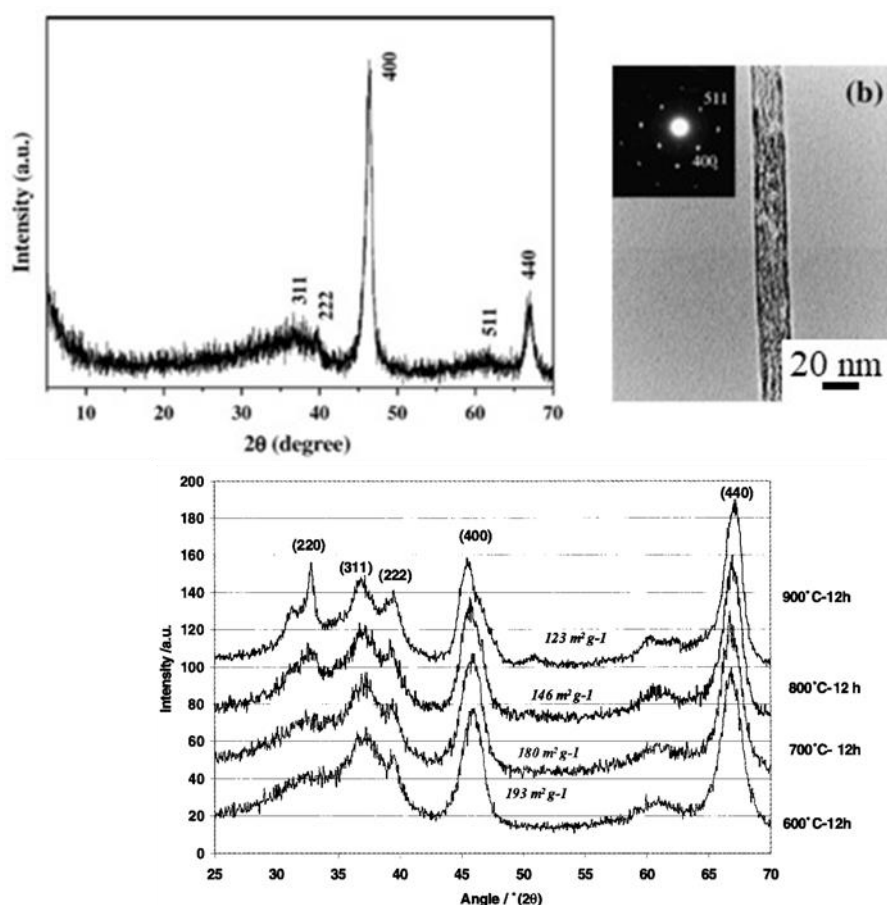 Intensity (a.u.)
400
311
222
511
440
10 20 30 40 50 60 70
2θ (degree)
(b)
511
400
20 nm
Intensity /a.u.
200
180
160
140
120
100
80
60
40
20
0
(220)
(311)
(222)
(400)
(440)
123 m² g-1
146 m² g-1
180 m² g-1
193 m² g-1
900°C-12h
800°C-12 h
700°C- 12h
600°C-12h
25 30 35 40 45 50 55 60 65 70
Angle / °(2θ)